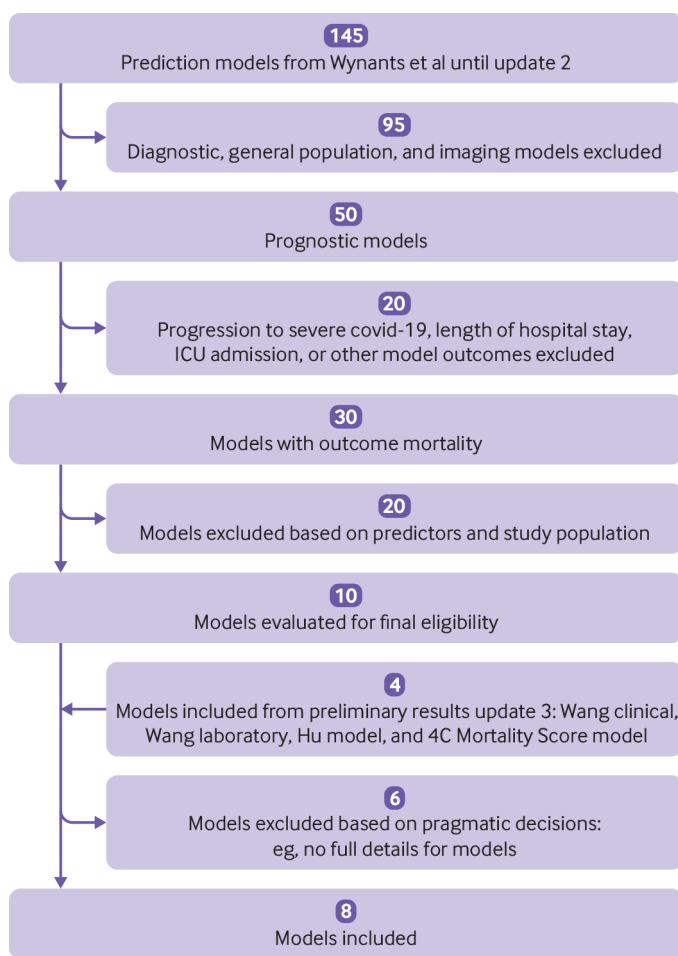 145
Prediction models from Wynants et al until update 2
95
Diagnostic, general population, and imaging models excluded
50
Prognostic models
20
Progression to severe covid-19, length of hospital stay,
ICU admission, or other model outcomes excluded
30
Models with outcome mortality
20
Models excluded based on predictors and study population
10
Models evaluated for final eligibility
4
Models included from preliminary results update 3: Wang clinical,
Wang laboratory, Hu model, and 4C Mortality Score model
6
Models excluded based on pragmatic decisions:
eg, no full details for models
8
Models included